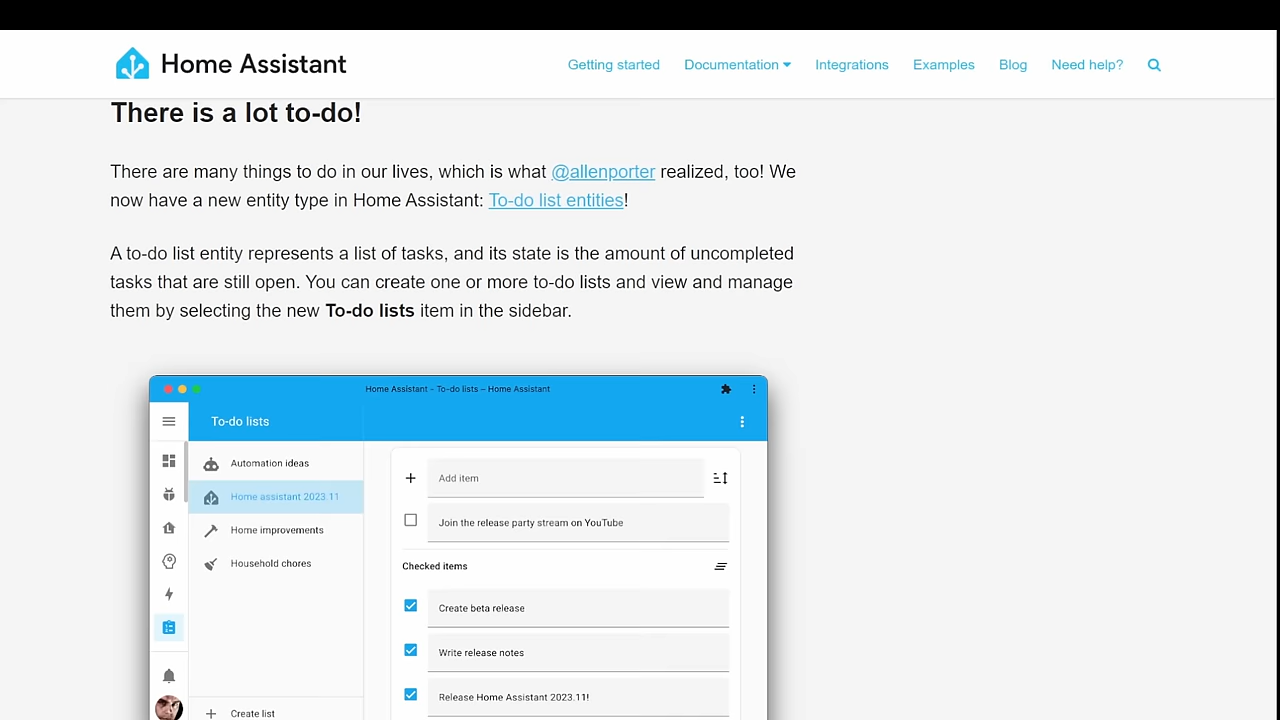 Home Assistant
Getting started
Documentation
Integrations
Examples
Blog
Need help?
There is a lot to-do!
There are many things to do in our lives, which is what @allenporter realized, too! We
now have a new entity type in Home Assistant: To-do list entities!
A to-do list entity represents a list of tasks, and its state is the amount of uncompleted
tasks that are still open. You can create one or more to-do lists and view and manage
them by selecting the new To-do lists item in the sidebar.
Home Assistant - To-do lists – Home Assistant
To-do lists
Automation ideas
Home assistant 2023.11
Home improvements
Household chores
Create list
Add item
Join the release party stream on YouTube
Checked items
Create beta release
Write release notes
Release Home Assistant 2023.11!